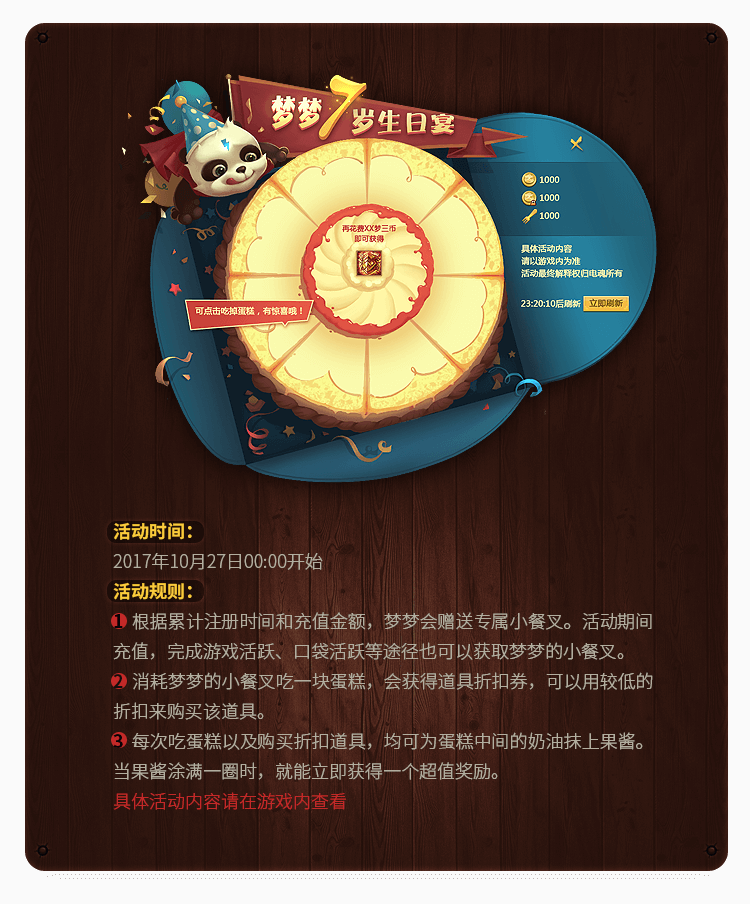 梦梦7岁生日宴
1000
1000
1000
再花费XX梦三币
即可获得
具体活动内容
请以游戏内为准
活动最终解释权归电魂所有
23:20:10后刷新 立即刷新
可点击吃掉蛋糕，有惊喜哦！
活动时间：
2017年10月27日00:00开始
活动规则：
1 根据累计注册时间和充值金额，梦梦会赠送专属小餐叉。活动期间
充值，完成游戏活跃、口袋活跃等途径也可以获取梦梦的小餐叉。
2 消耗梦梦的小餐叉吃一块蛋糕，会获得道具折扣券，可以用较低的
折扣来购买该道具。
3 每次吃蛋糕以及购买折扣道具，均可为蛋糕中间的奶油抹上果酱。
当果酱涂满一圈时，就能立即获得一个超值奖励。
具体活动内容请在游戏内查看